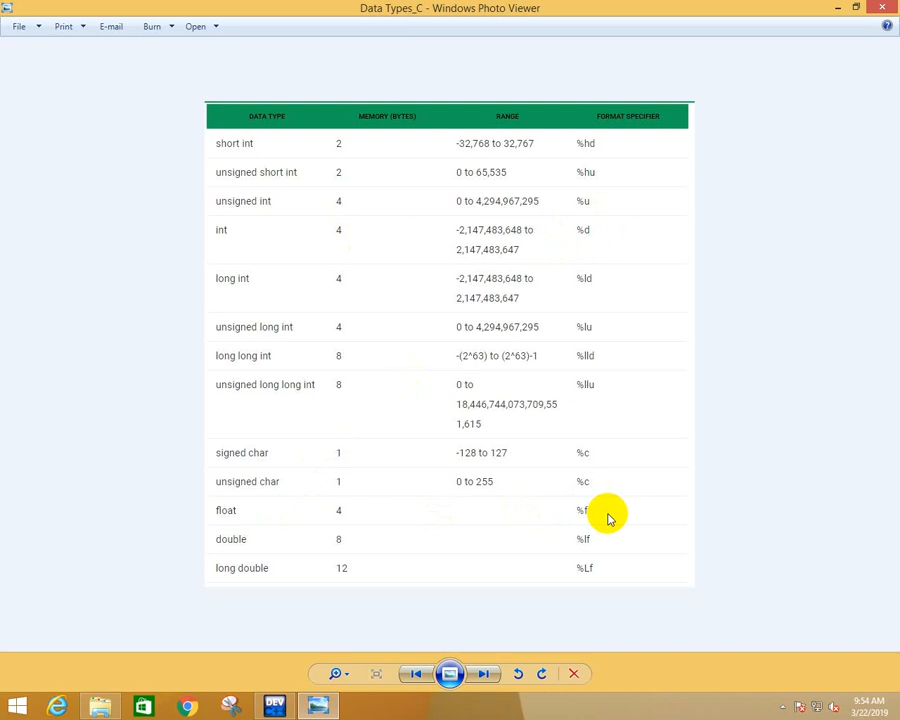 Data Types_C - Windows Photo Viewer
File Print E-mail Burn Open
DATA TYPE MEMORY (BYTES) RANGE FORMAT SPECIFIER
short int 2 -32,768 to 32,767 %hd
unsigned short int 2 0 to 65,535 %hu
unsigned int 4 0 to 4,294,967,295 %u
int 4 -2,147,483,648 to %d
2,147,483,647
long int 4 -2,147,483,648 to %ld
2,147,483,647
unsigned long int 4 0 to 4,294,967,295 %lu
long long int 8 -(2^63) to (2^63)-1 %lld
unsigned long long int 8 0 to %llu
18,446,744,073,709,55
1,615
signed char 1 -128 to 127 %c
unsigned char 1 0 to 255 %c
float 4 %f
double 8 %lf
long double 12 %Lf
DEV
9:54 AM
3/22/2019